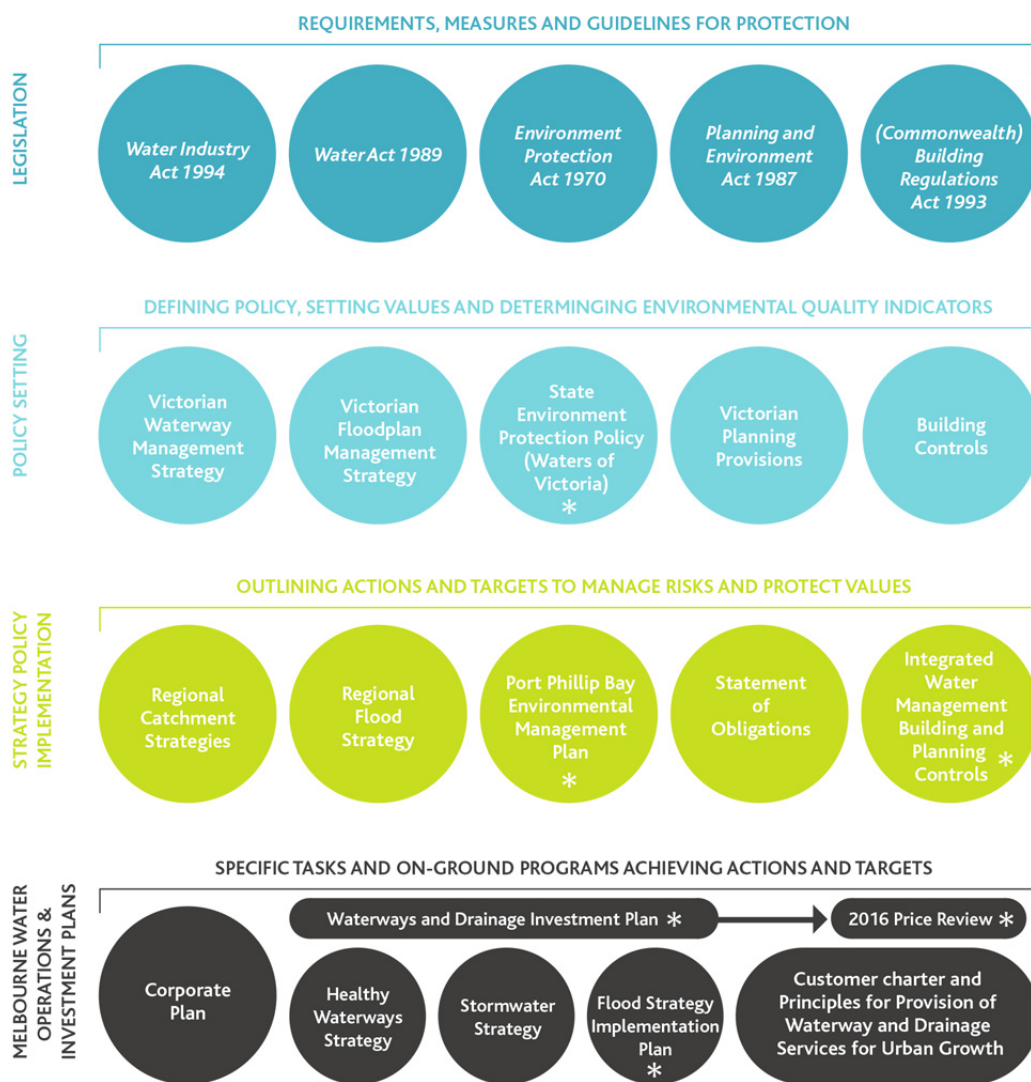 REQUIREMENTS, MEASURES AND GUIDELINES FOR PROTECTION
LEGISLATION
Water Industry
Act 1994
Water Act 1989
Environment
Protection
Act 1970
Planning and
Environment
Act 1987
(Commonwealth)
Building
Regulations
Act 1993
DEFINING POLICY, SETTING VALUES AND DETERMINGING ENVIRONMENTAL QUALITY INDICATORS
POLICY SETTING
Victorian
Waterway
Management
Strategy
Victorian
Floodplan
Management
Strategy
State
Environment
Protection Policy
(Waters of
Victoria)
*
Victorian
Planning
Provisions
Building
Controls
OUTLINING ACTIONS AND TARGETS TO MANAGE RISKS AND PROTECT VALUES
STRATEGY POLICY
IMPLEMENTATION
Regional
Catchment
Strategies
Regional
Flood
Strategy
Port Phillip Bay
Environmental
Management
Plan
*
Statement
of
Obligations
Integrated
Water
Management
Building and
Planning
Controls *
SPECIFIC TASKS AND ON-GROUND PROGRAMS ACHIEVING ACTIONS AND TARGETS
MELBOURNE WATER
OPERATIONS &
INVESTMENT PLANS
Corporate
Plan
Waterways and Drainage Investment Plan *
2016 Price Review *
Healthy
Waterways
Strategy
Stormwater
Strategy
Flood Strategy
Implementation
Plan
*
Customer charter and
Principles for Provision of
Waterway and Drainage
Services for Urban Growth